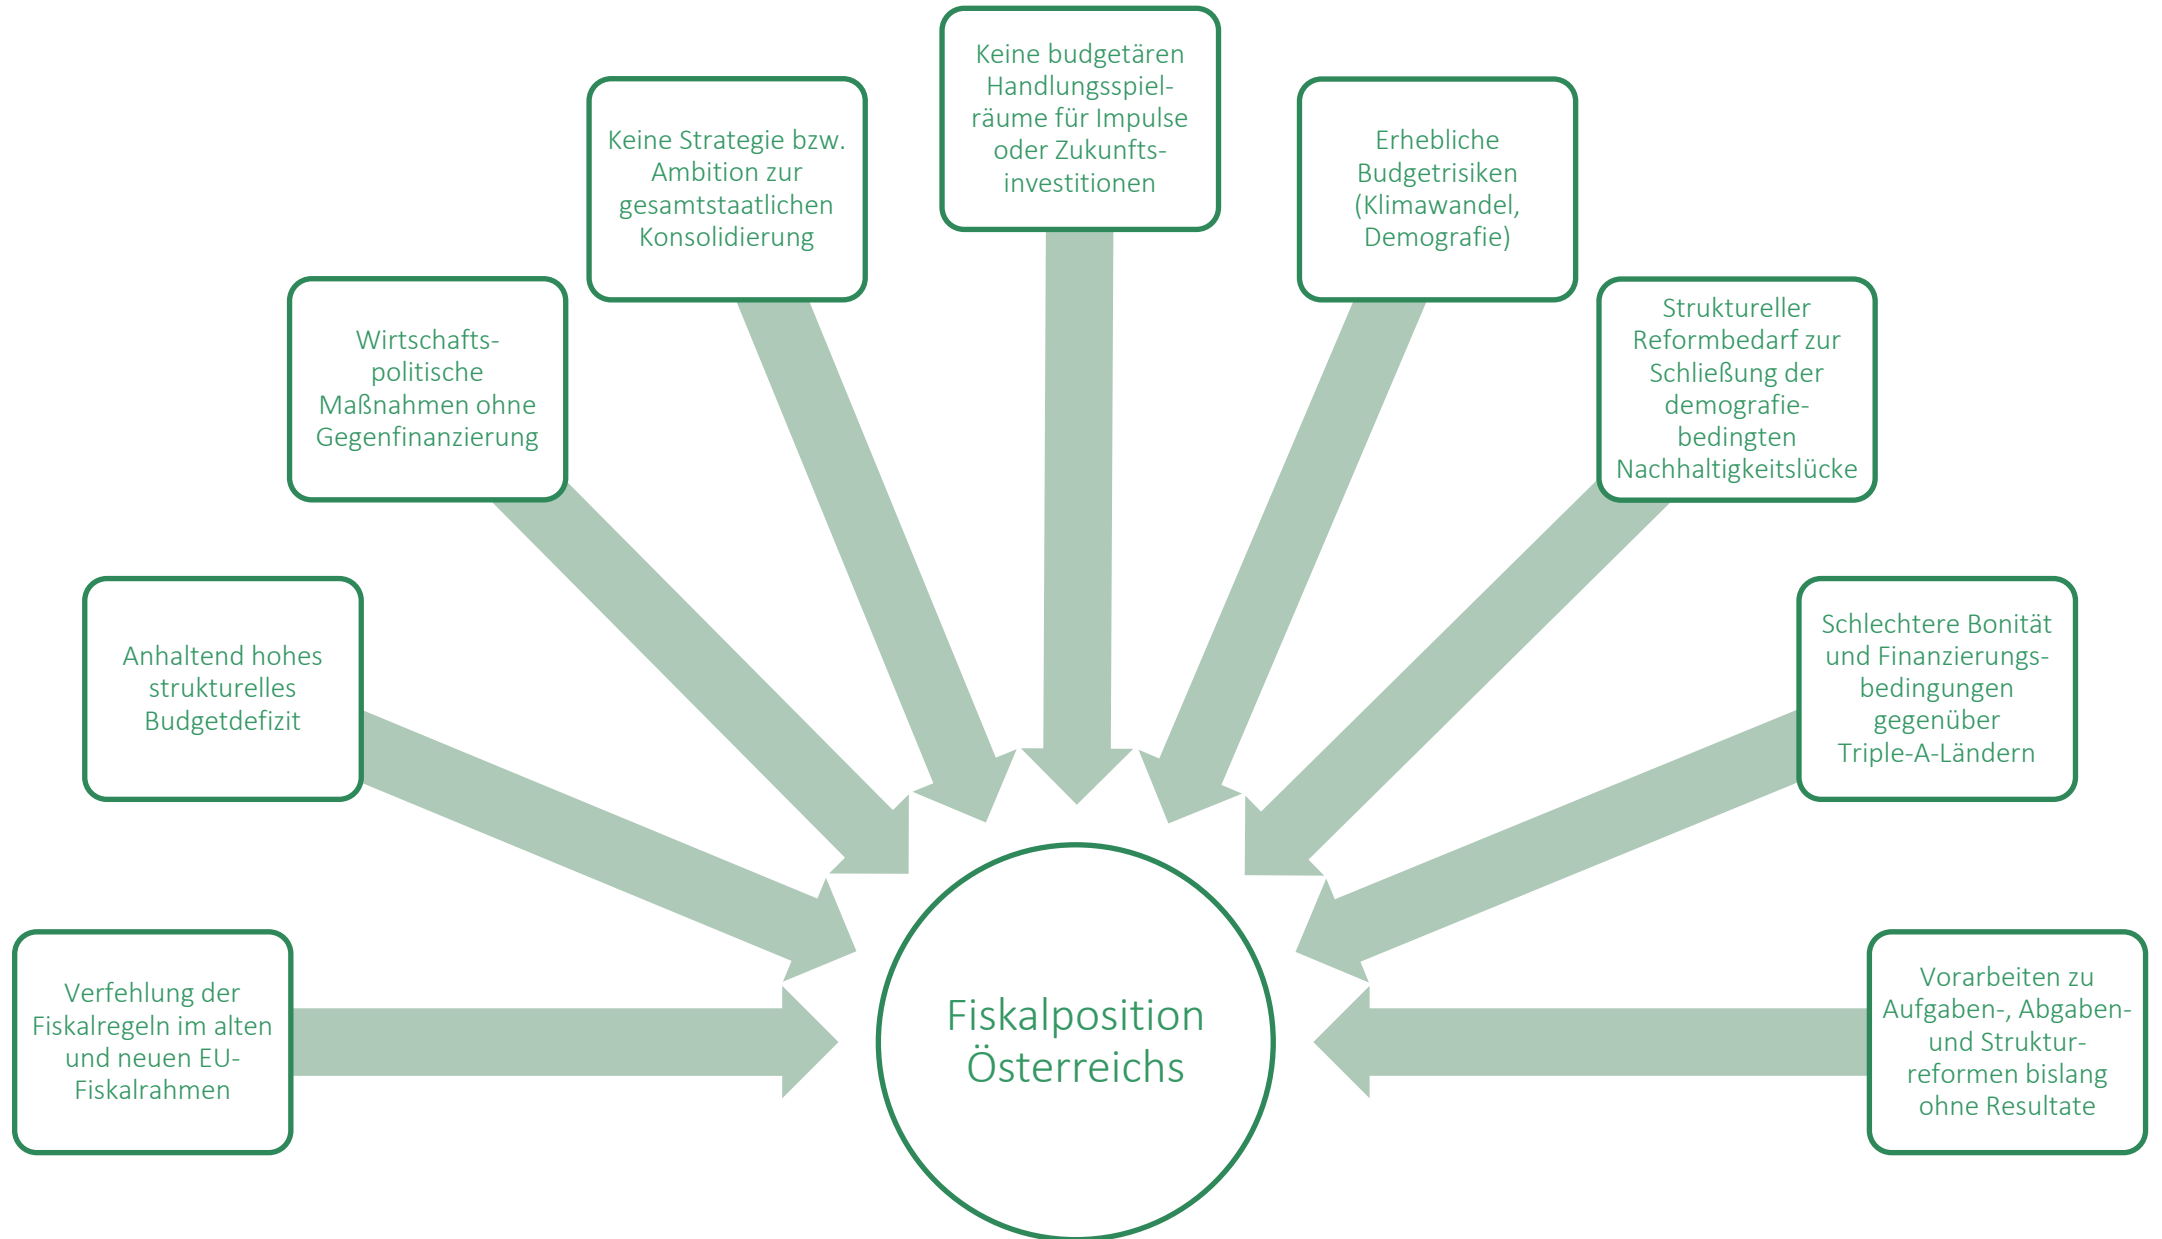 Keine budgetären
Handlungsspiel-
räume für Impulse
oder Zukunfts-
investitionen
Keine Strategie bzw.
Ambition zur
gesamtstaatlichen
Konsolidierung
Erhebliche
Budgetrisiken
(Klimawandel,
Demografie)
Wirtschafts-
politische
Maßnahmen ohne
Gegenfinanzierung
Struktureller
Reformbedarf zur
Schließung der
demografie-
bedingten
Nachhaltigkeitslücke
Anhaltend hohes
strukturelles
Budgetdefizit
Schlechtere Bonität
und Finanzierungs-
bedingungen
gegenüber
Triple-A-Ländern
Verfehlung der
Fiskalregeln im alten
und neuen EU-
Fiskalrahmen
Fiskalposition
Österreichs
Vorarbeiten zu
Aufgaben-, Abgaben-
und Struktur-
reformen bislang
ohne Resultate